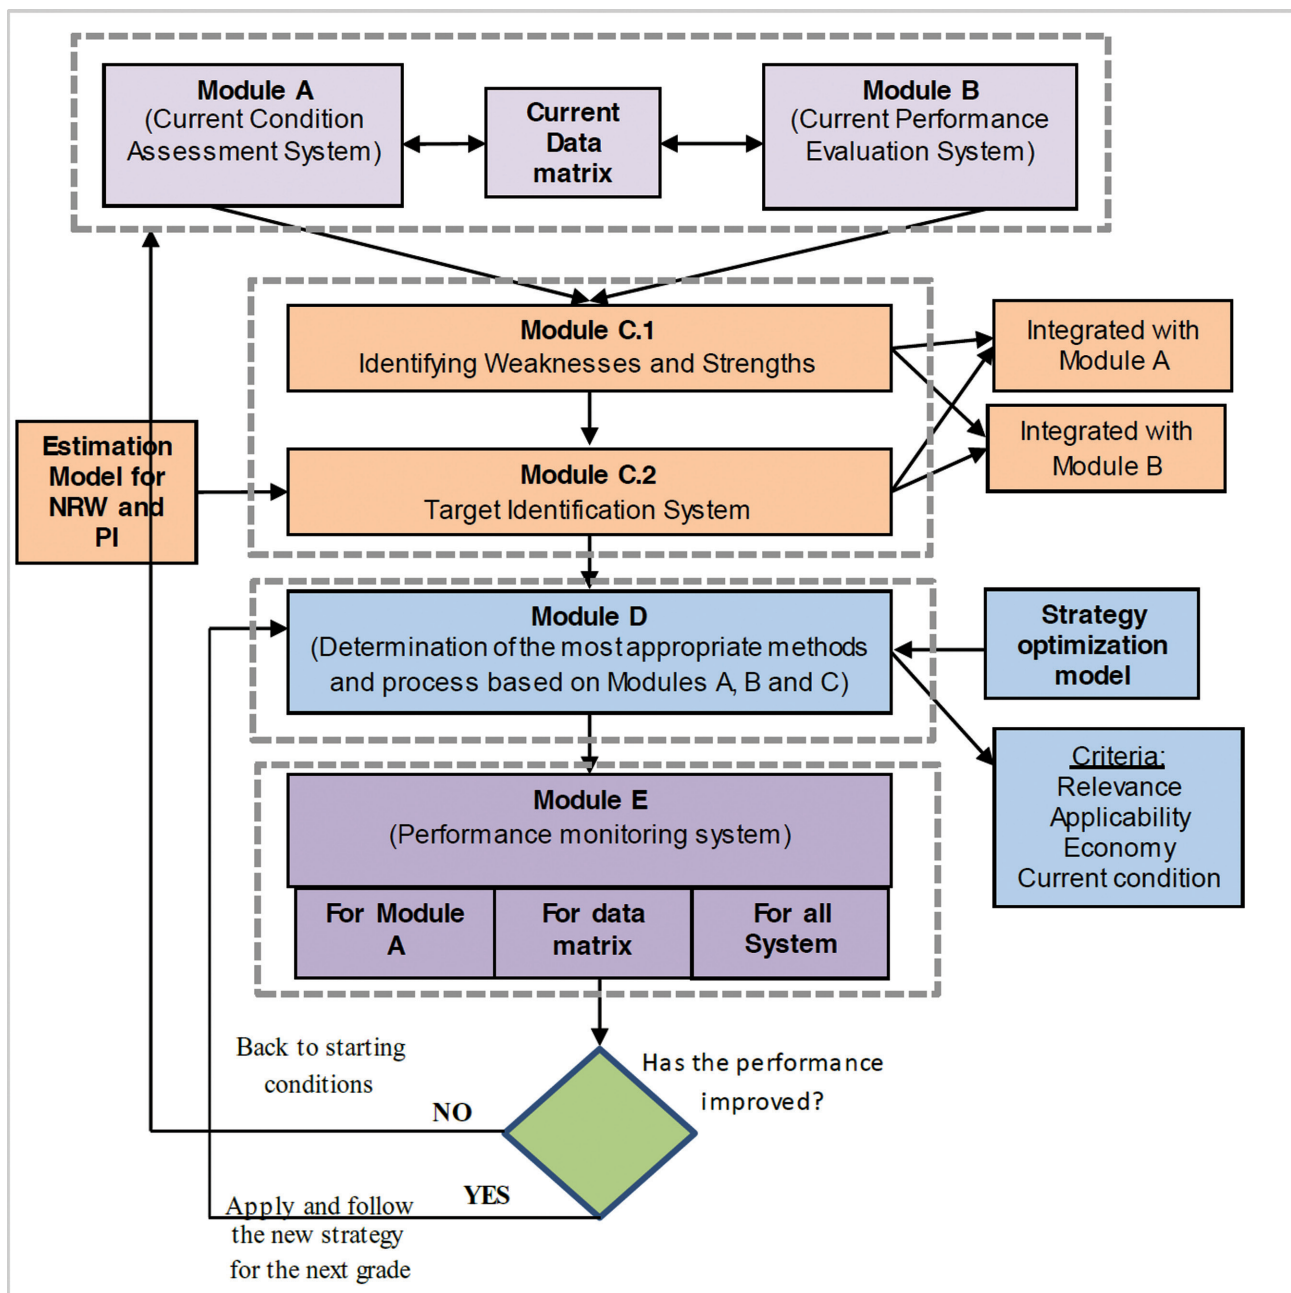 Module A
(Current Condition
Assessment System)
Current
Data
matrix
Module B
(Current Performance
Evaluation System)
Module C.1
Identifying Weaknesses and Strengths
Integrated with
Module A
Integrated with
Module B
Estimation
Model for
NRW and
PI
Module C.2
Target Identification System
Module D
(Determination of the most appropriate methods
and process based on Modules A, B and C)
Strategy
optimization
model
Criteria:
Relevance
Applicability
Economy
Current condition
Module E
(Performance monitoring system)
For Module
A
For data
matrix
For all
System
Back to starting
conditions
NO
Has the performance
improved?
YES
Apply and follow
the new strategy
for the next grade